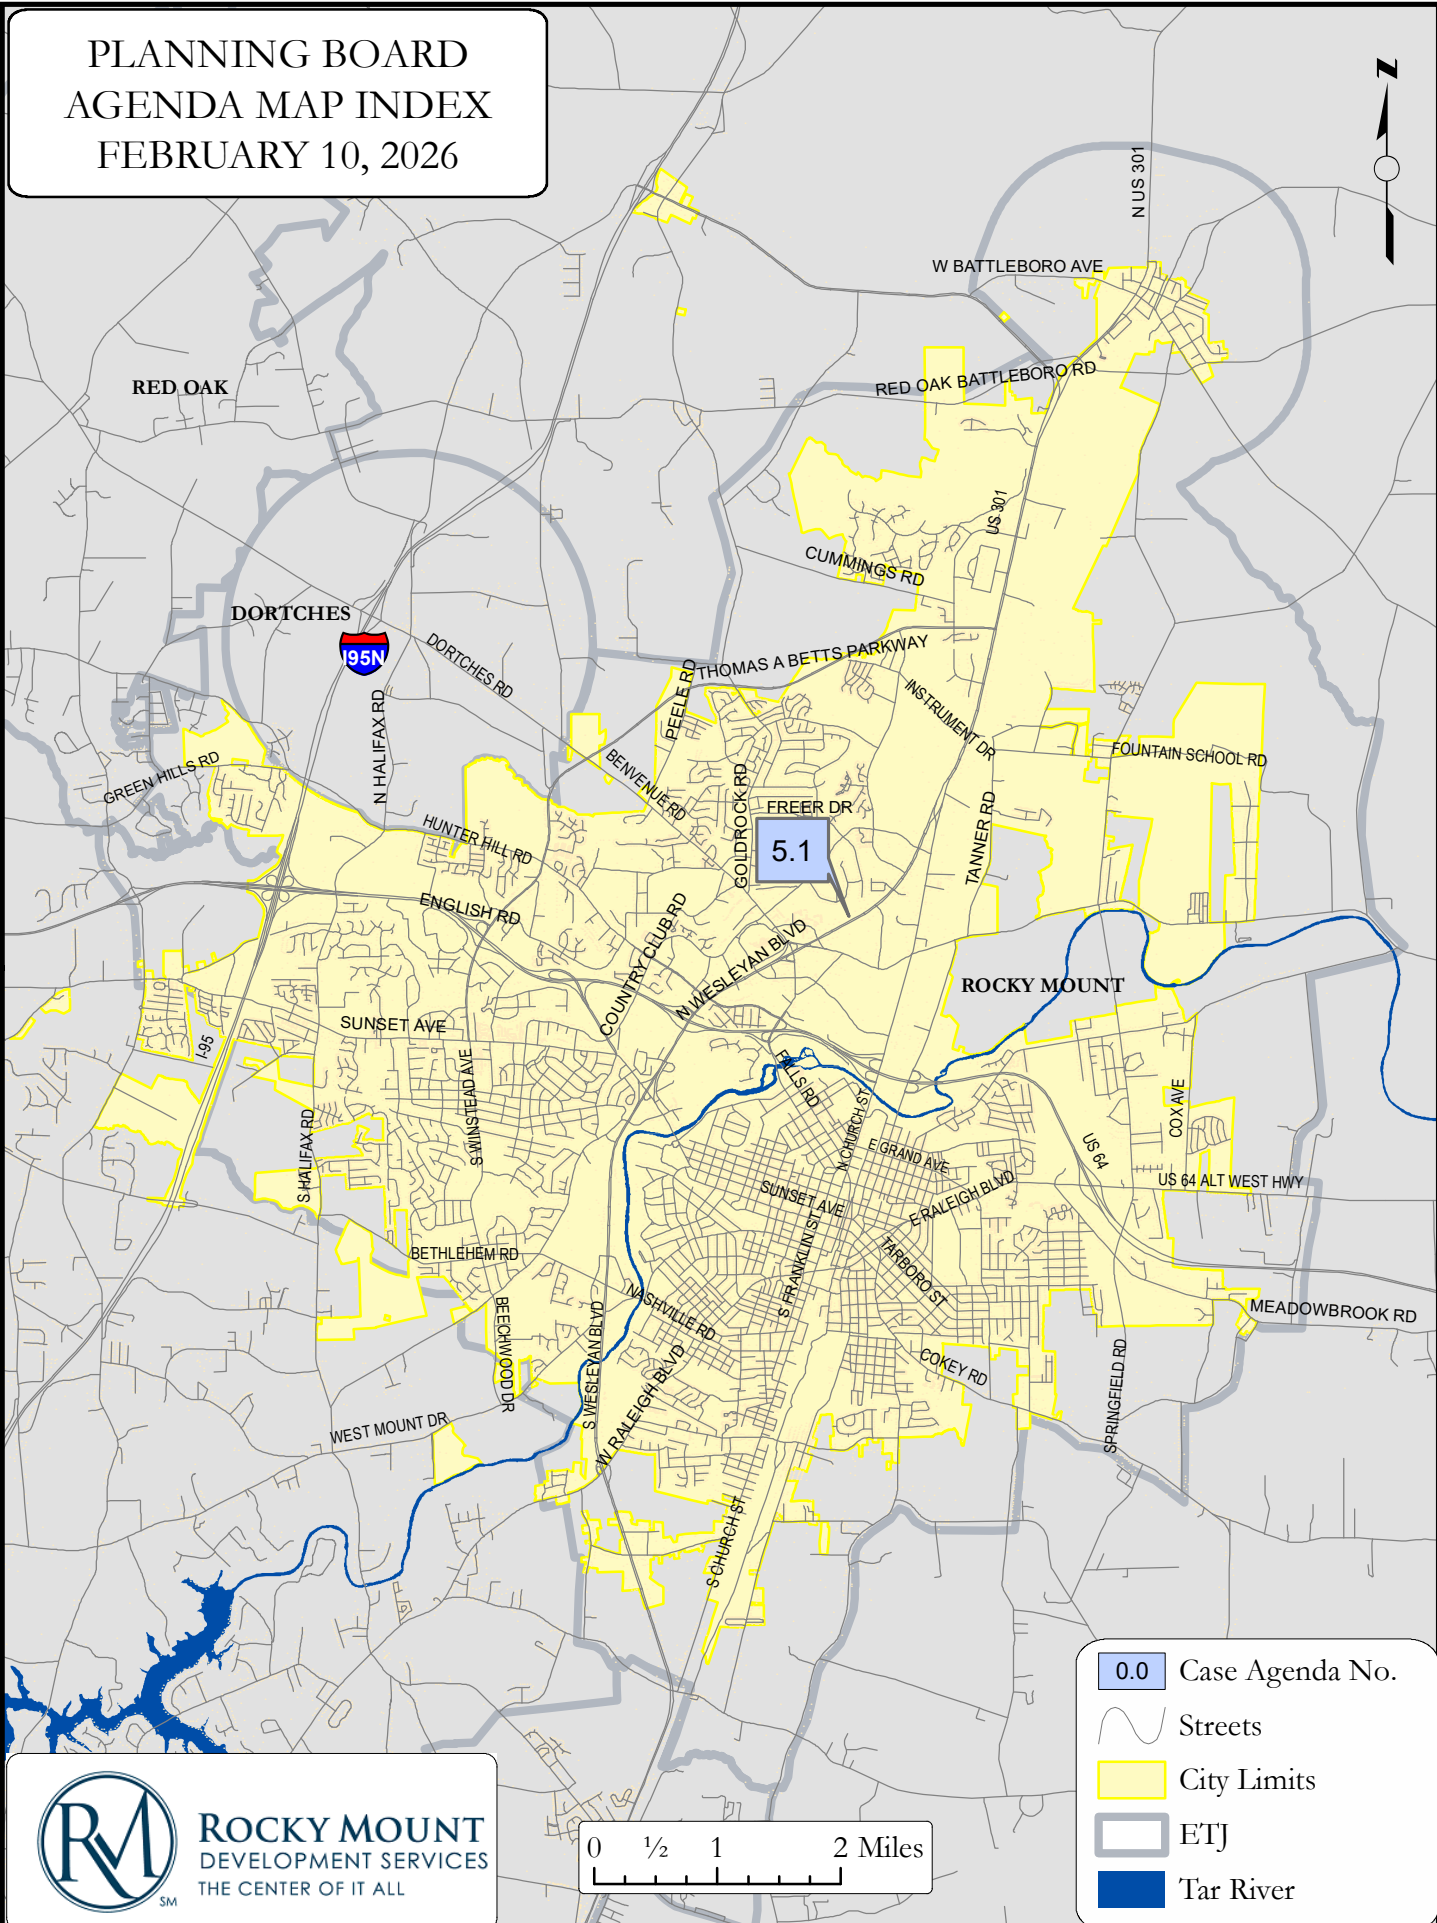 PLANNING BOARD
AGENDA MAP INDEX
FEBRUARY 10, 2026
N
N US 301
W BATTLEBORO AVE
RED OAK
RED OAK BATTLEBORO RD
US 301
CUMMINGS RD
DORTCHES
I95N
DORTCHES RD
THOMAS A BETTS PARKWAY
PEELE RD
INSTRUMENT DR
N HALIFAX RD
FOUNTAIN SCHOOL RD
GREEN HILLS RD
BENVENUE RD
GOLDROCK RD
FREER DR
TANNER RD
HUNTER HILL RD
5.1
ENGLISH RD
COUNTRY CLUB RD
N WESLEYAN BLVD
ROCKY MOUNT
SUNSET AVE
I-95
S WINSTEAD AVE
FALLS RD
N CHURCH ST
COX AVE
S HALIFAX RD
E GRAND AVE
US 64
US 64 ALT WEST HWY
SUNSET AVE
E RALEIGH BLVD
BETHLEHEM RD
S FRANKLIN ST
TARBORO ST
NASHVILLE RD
MEADOWBROOK RD
BEECHWOOD DR
S WESLEYAN BLVD
W RALEIGH BLVD
COKEY RD
SPRINGFIELD RD
WEST MOUNT DR
S CHURCH ST
0.0 Case Agenda No.
Streets
City Limits
ETJ
Tar River
RM
SM
ROCKY MOUNT
DEVELOPMENT SERVICES
THE CENTER OF IT ALL
0 ½ 1 2 Miles